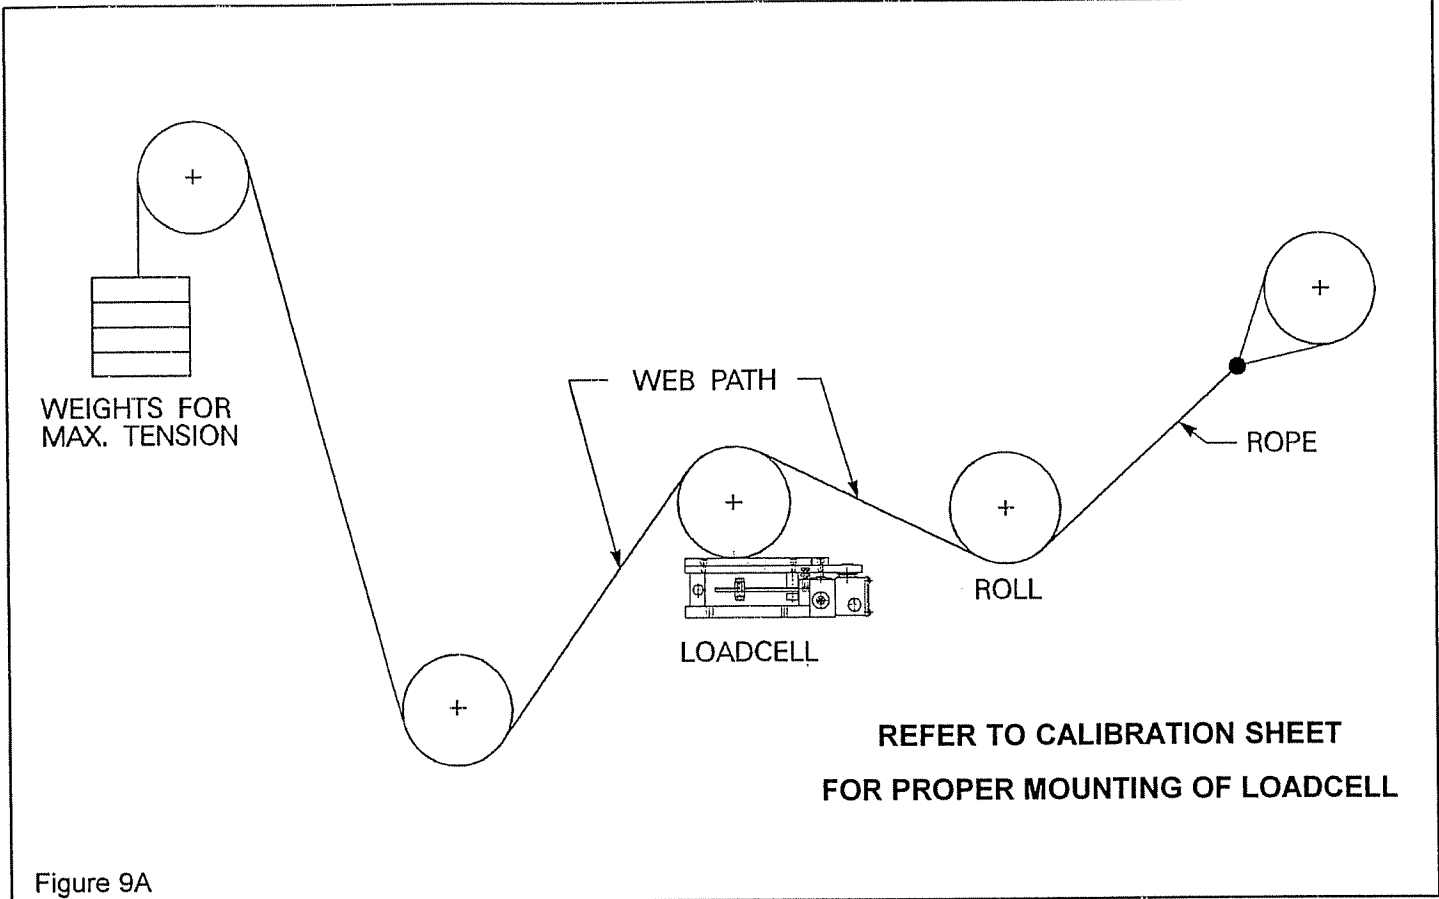 WEIGHTS FOR
MAX. TENSION
WEB PATH
ROPE
ROLL
LOADCELL
REFER TO CALIBRATION SHEET
FOR PROPER MOUNTING OF LOADCELL
Figure 9A